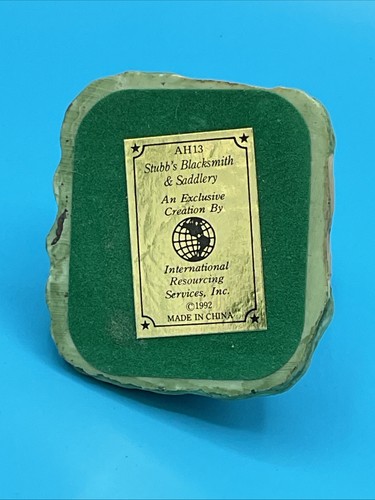 AH13
Stubb's Blacksmith
& Saddlery
An Exclusive
Creation By
International
Resourcing
Services, Inc.
©1992
MADE IN CHINA